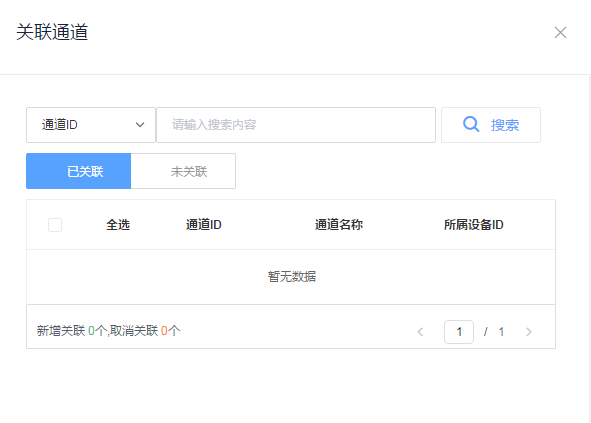 关联通道
通道ID 请输入搜索内容 搜索
已关联 未关联
全选 通道ID 通道名称 所属设备ID
暂无数据
新增关联 0个,取消关联 0个 1 / 1